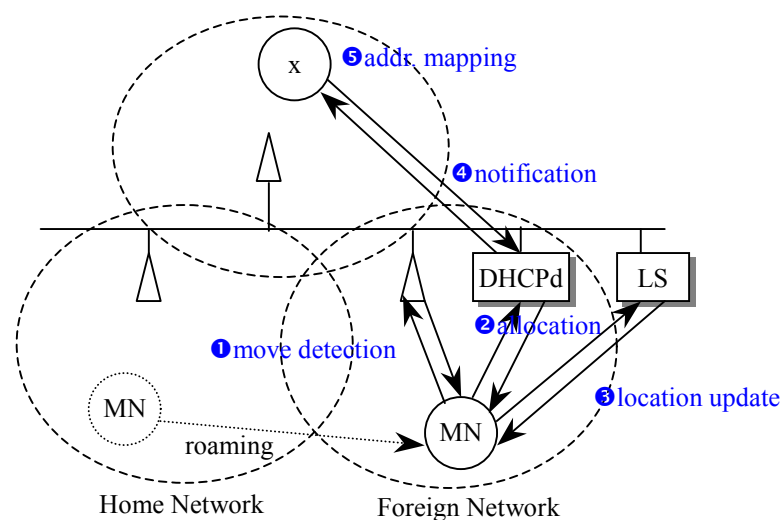 x
❺addr. mapping
❹notification
DHCPd
LS
❷allocation
❶move detection
❸location update
MN
MN
roaming
Home Network
Foreign Network